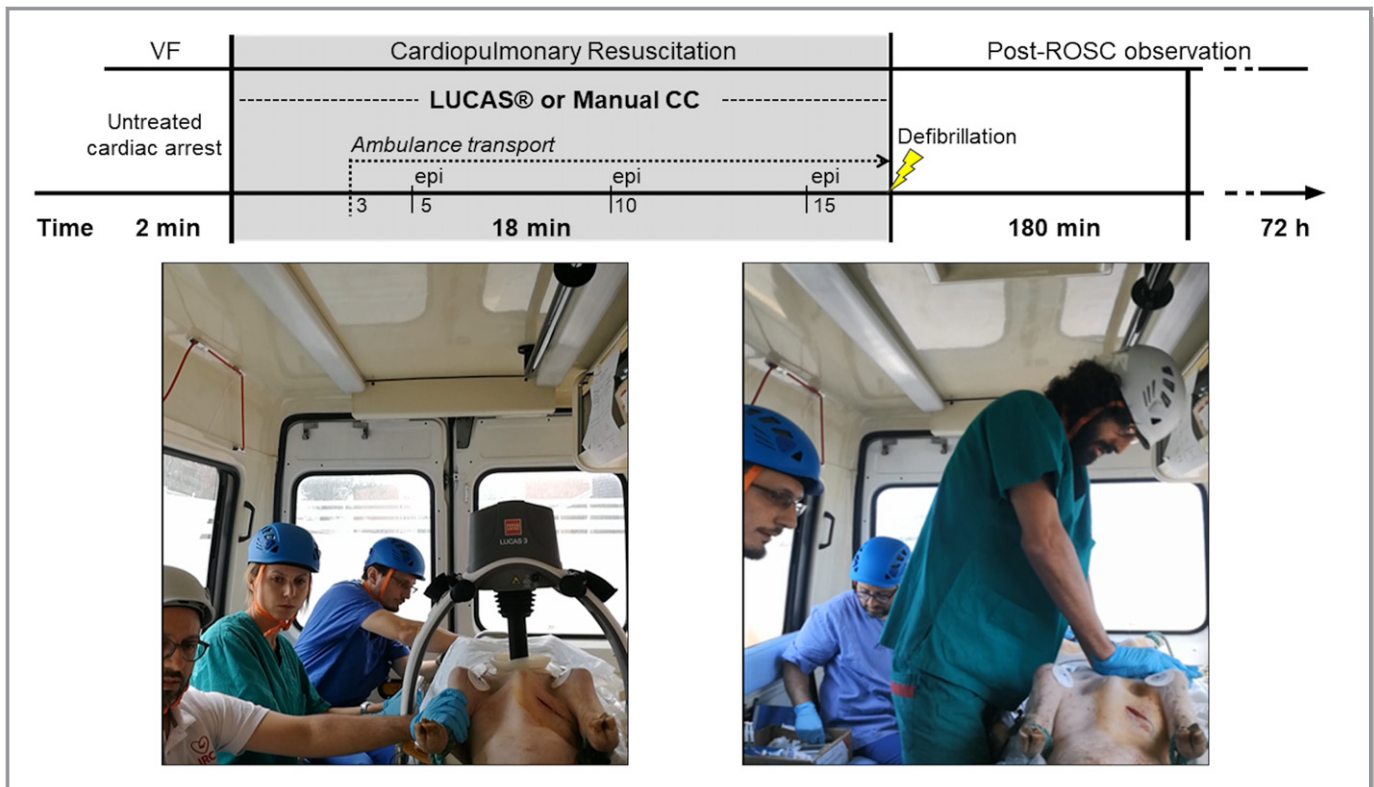 VF
Cardiopulmonary Resuscitation
Post-ROSC observation
LUCAS® or Manual CC
Untreated
cardiac arrest
Ambulance transport
Defibrillation
epi
epi
epi
3
5
10
15
Time
2 min
18 min
180 min
72 h
LUCAS 3
IRC